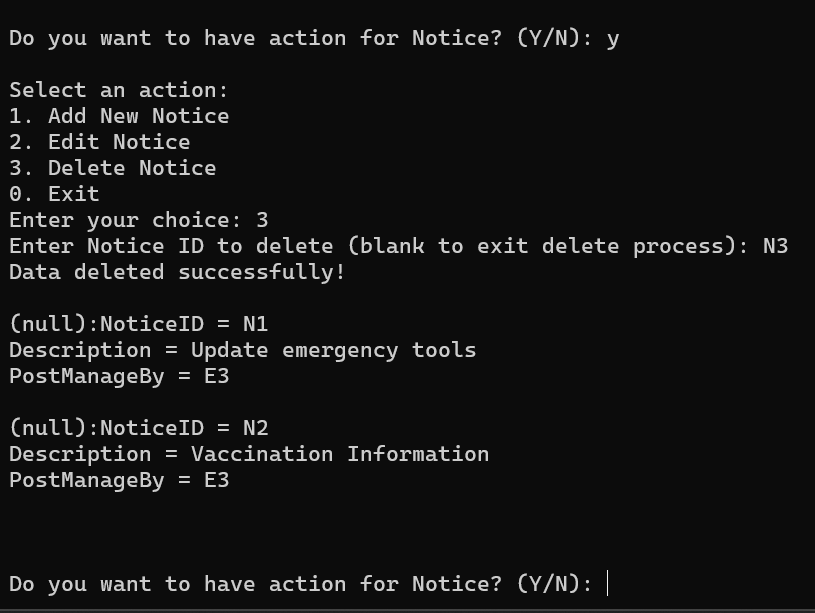 Do you want to have action for Notice? (Y/N): y
Select an action:
1. Add New Notice
2. Edit Notice
3. Delete Notice
0. Exit
Enter your choice: 3
Enter Notice ID to delete (blank to exit delete process): N3
Data deleted successfully!
(null):NoticeID = N1
Description = Update emergency tools
PostManageBy = E3
(null):NoticeID = N2
Description = Vaccination Information
PostManageBy = E3
Do you want to have action for Notice? (Y/N):